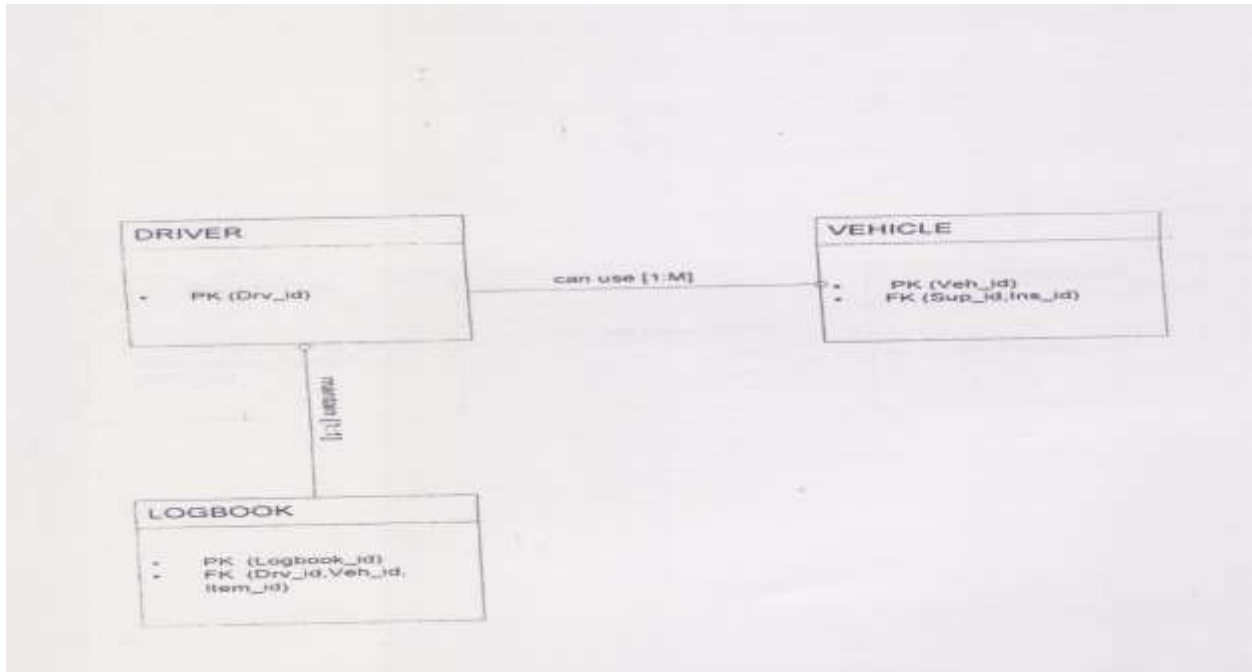 DRIVER
PK (Drv_id)
can use [1:M]
VEHICLE
PK (Veh_id)
FK (Sup_id,Ins_id)
[1:1]
LOGBOOK
PK (Logbook_id)
FK (Drv_id,Veh_id,
Item_id)